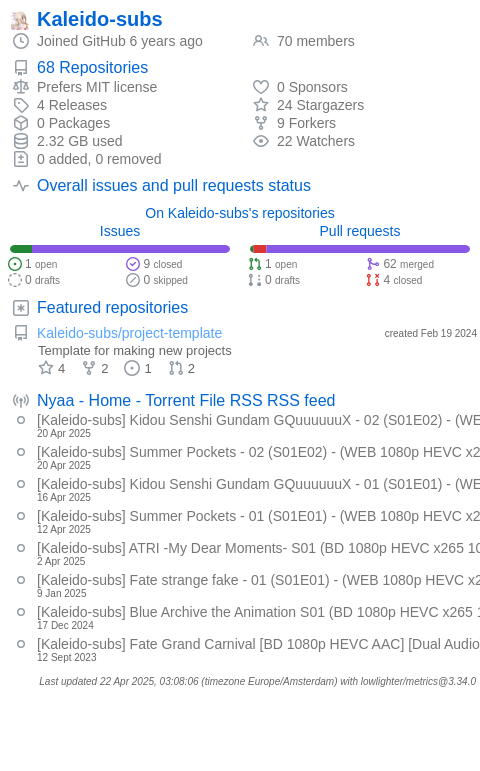 Kaleido-subs
Joined GitHub 6 years ago
70 members
68 Repositories
Prefers MIT license
0 Sponsors
4 Releases
24 Stargazers
0 Packages
9 Forkers
2.32 GB used
22 Watchers
0 added, 0 removed
Overall issues and pull requests status
On Kaleido-subs's repositories
Issues
Pull requests
1 open
9 closed
1 open
62 merged
0 drafts
0 skipped
0 drafts
4 closed
Featured repositories
Kaleido-subs/project-template
created Feb 19 2024
Template for making new projects
4 2 1 2
Nyaa - Home - Torrent File RSS RSS feed
[Kaleido-subs] Kidou Senshi Gundam GQuuuuuuX - 02 (S01E02) - (WE
20 Apr 2025
[Kaleido-subs] Summer Pockets - 02 (S01E02) - (WEB 1080p HEVC x2
20 Apr 2025
[Kaleido-subs] Kidou Senshi Gundam GQuuuuuuX - 01 (S01E01) - (WE
16 Apr 2025
[Kaleido-subs] Summer Pockets - 01 (S01E01) - (WEB 1080p HEVC x2
12 Apr 2025
[Kaleido-subs] ATRI -My Dear Moments- S01 (BD 1080p HEVC x265 10
2 Apr 2025
[Kaleido-subs] Fate strange fake - 01 (S01E01) - (WEB 1080p HEVC x2
9 Jan 2025
[Kaleido-subs] Blue Archive the Animation S01 (BD 1080p HEVC x265 1
17 Dec 2024
[Kaleido-subs] Fate Grand Carnival [BD 1080p HEVC AAC] [Dual Audio
12 Sept 2023
Last updated 22 Apr 2025, 03:08:06 (timezone Europe/Amsterdam) with lowlighter/metrics@3.34.0